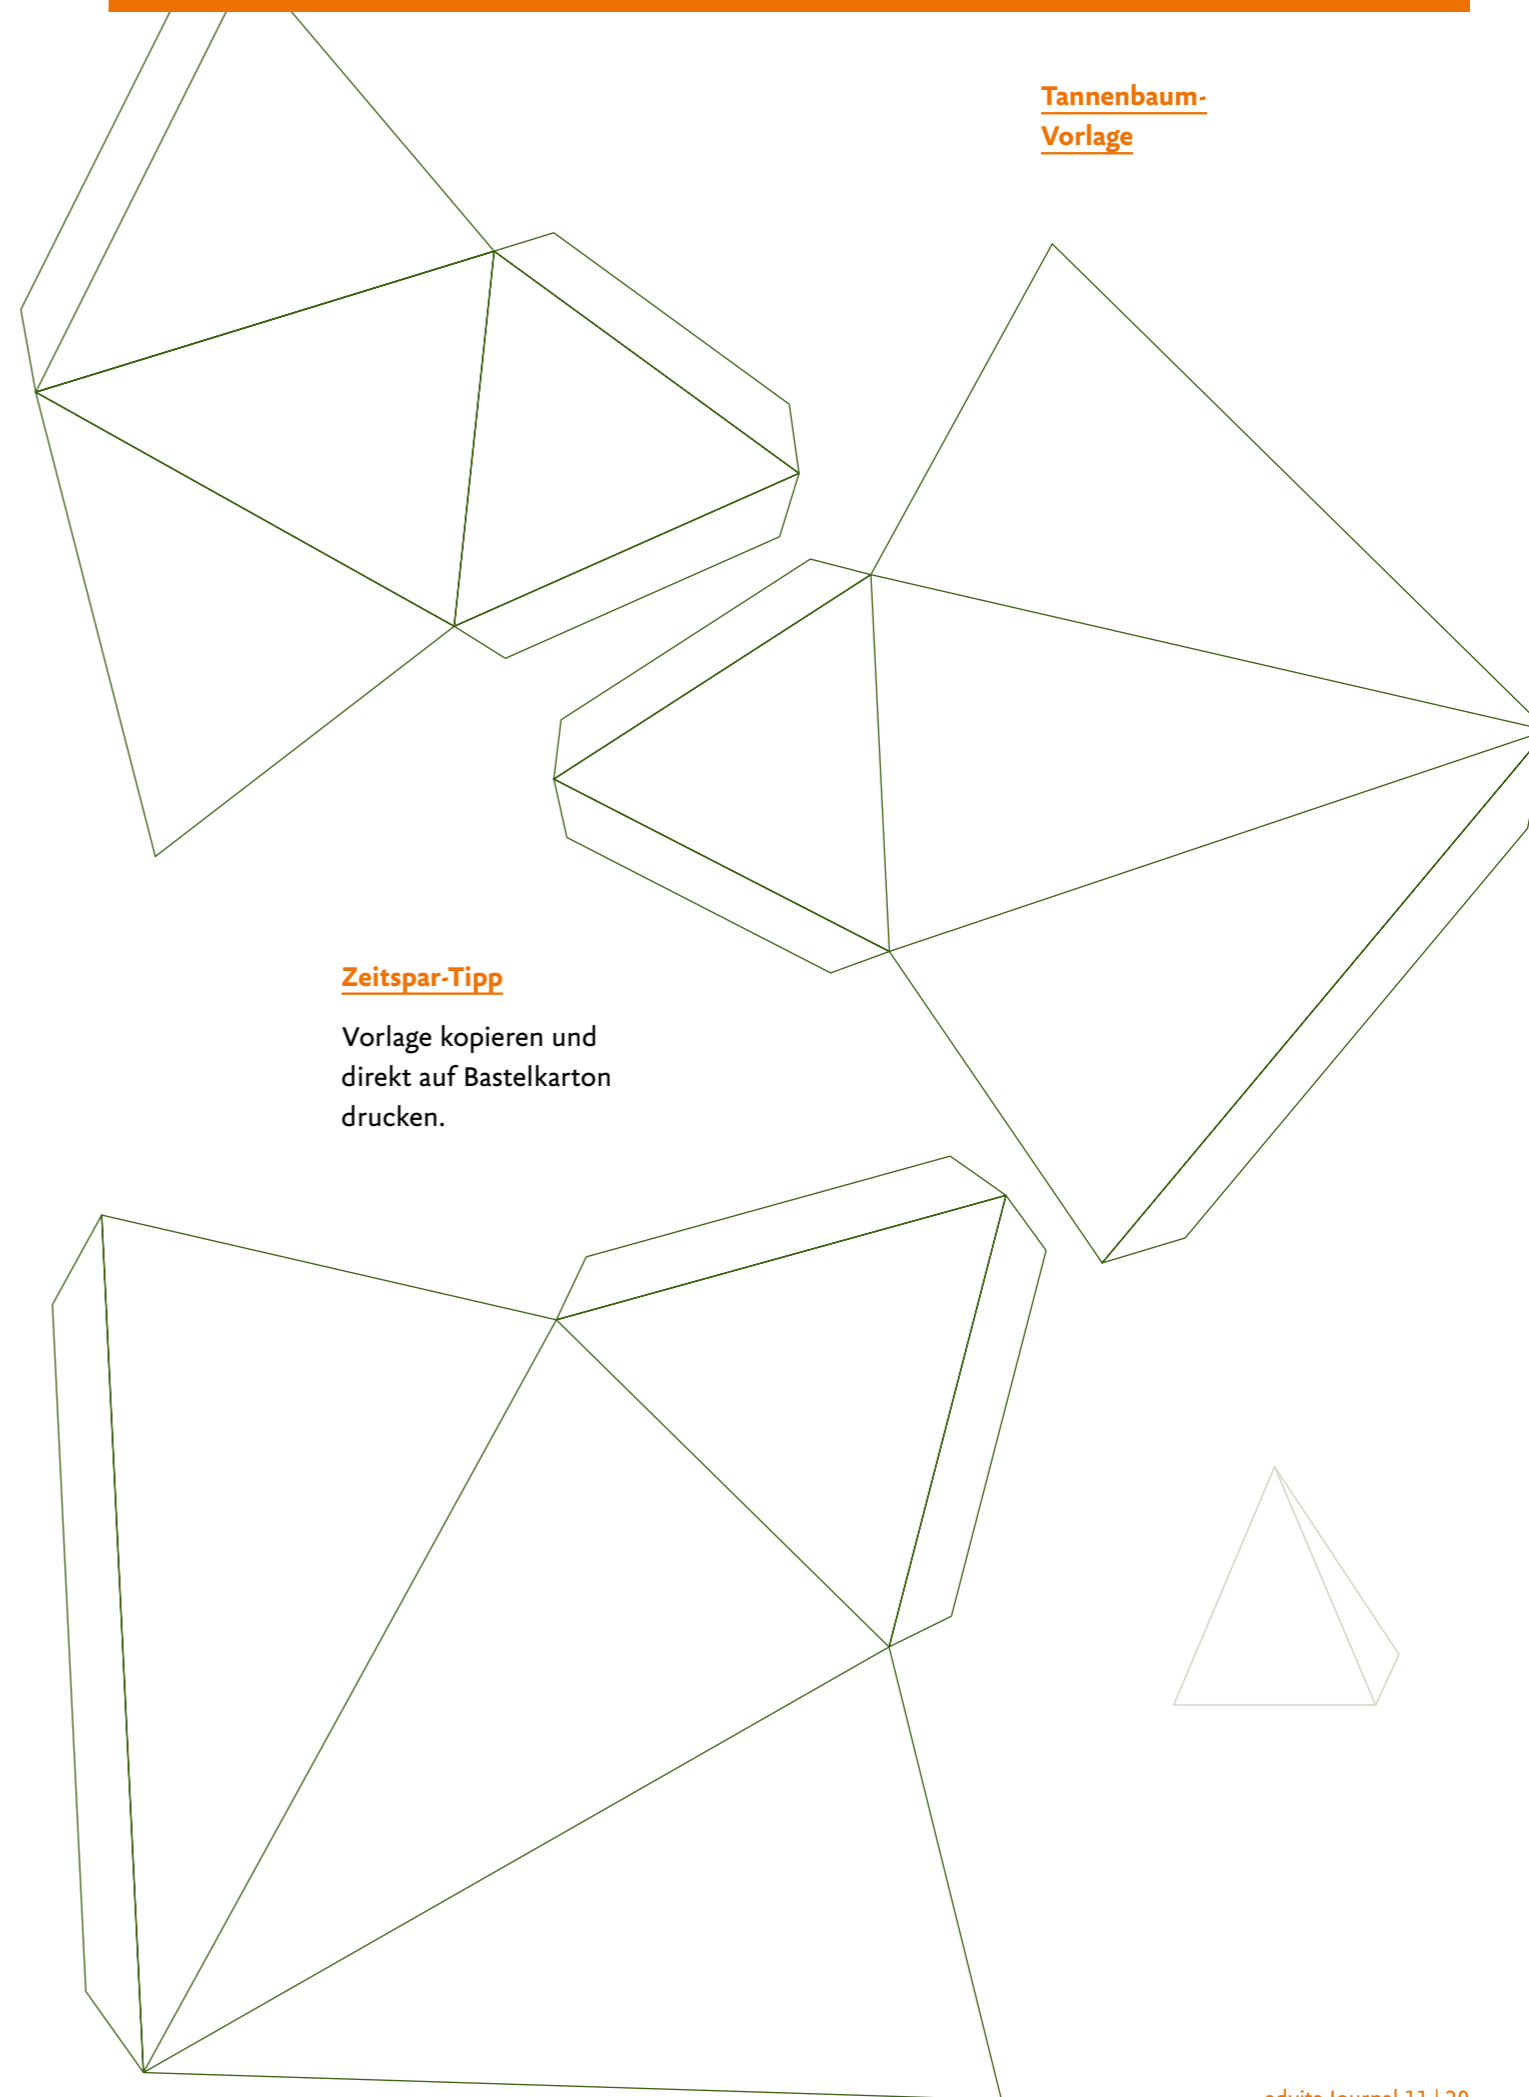 Tannenbaum-
Vorlage
Zeitspar-Tipp
Vorlage kopieren und
direkt auf Bastelkarton
drucken.